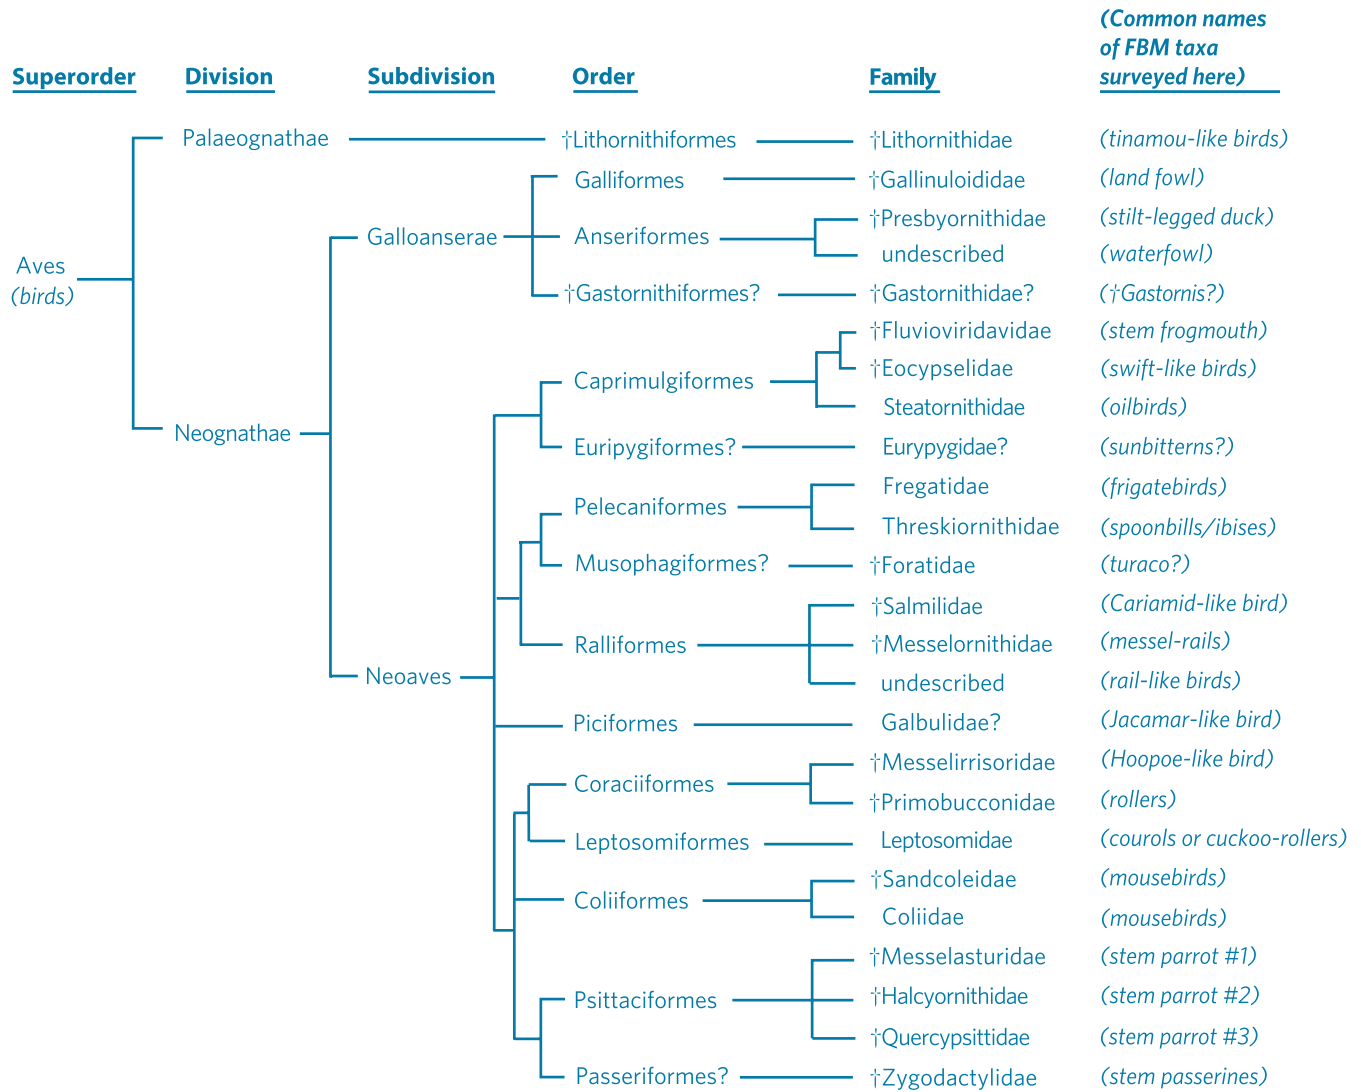 (Common names
of FBM taxa
surveyed here)
Superorder Division Subdivision Order Family
Palaeognathae †Lithornithiformes †Lithornithidae (tinamou-like birds)
Galliformes †Gallinuloididae (land fowl)
†Presbyornithidae (stilt-legged duck)
Galloanserae Anseriformes
undescribed (waterfowl)
Aves
(birds)
†Gastornithiformes? †Gastornithidae? (†Gastornis?)
†Fluvioviridavidae (stem frogmouth)
†Eocypselidae (swift-like birds)
Caprimulgiformes
Steatornithidae (oilbirds)
Neognathae
Euripygiformes? Eurypygidae? (sunbitterns?)
Fregatidae (frigatebirds)
Pelecaniformes
Threskiornithidae (spoonbills/ibises)
Musophagiformes? †Foratidae (turaco?)
†Salmilidae (Cariamid-like bird)
Ralliformes †Messelornithidae (messel-rails)
Neoaves
undescribed (rail-like birds)
Piciformes Galbulidae? (Jacamar-like bird)
†Messelirrisoridae (Hoopoe-like bird)
Coraciiformes
†Primobucconidae (rollers)
Leptosomiformes Leptosomidae (courols or cuckoo-rollers)
†Sandcoleidae (mousebirds)
Coliiformes
Coliidae (mousebirds)
†Messelasturidae (stem parrot #1)
Psittaciformes †Halcyornithidae (stem parrot #2)
†Quercypsittidae (stem parrot #3)
Passeriformes? †Zygodactylidae (stem passerines)